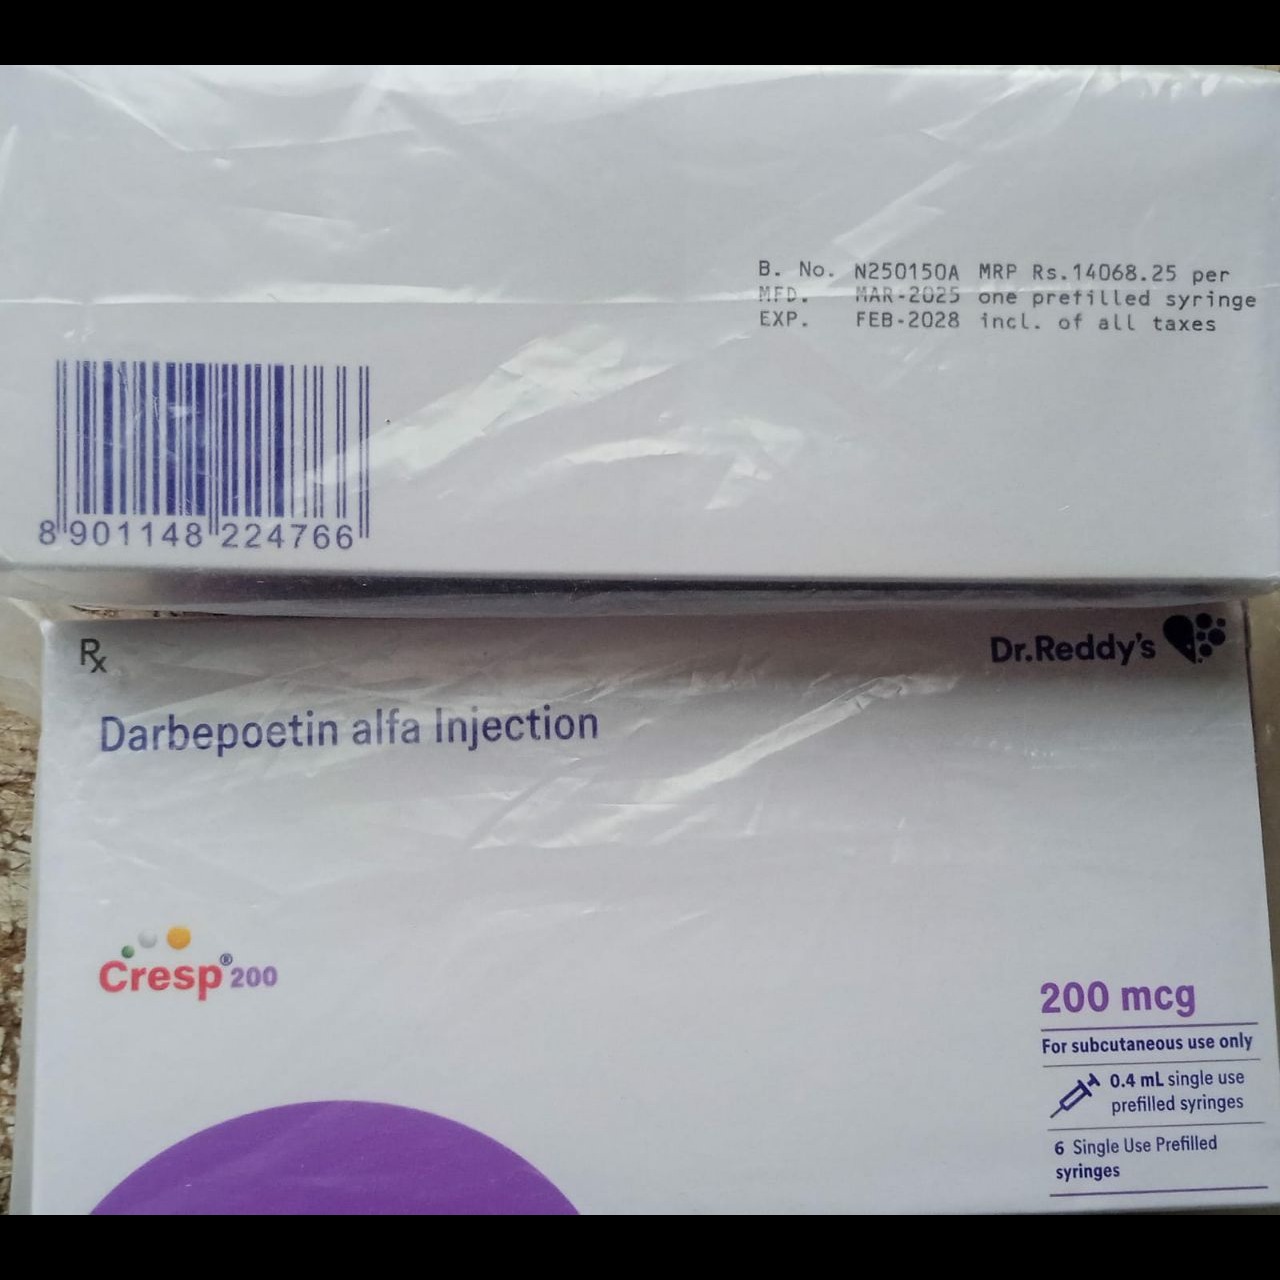 B. No. N250150A MRP Rs.14068.25 per
MFD. MAR-2025 one prefilled syringe
EXP. FEB-2028 incl. of all taxes
8 901148 224766
Rx
Dr.Reddy's
Darbepoetin alfa Injection
Cresp® 200
200 mcg
For subcutaneous use only
0.4 mL single use
prefilled syringes
6 Single Use Prefilled
syringes